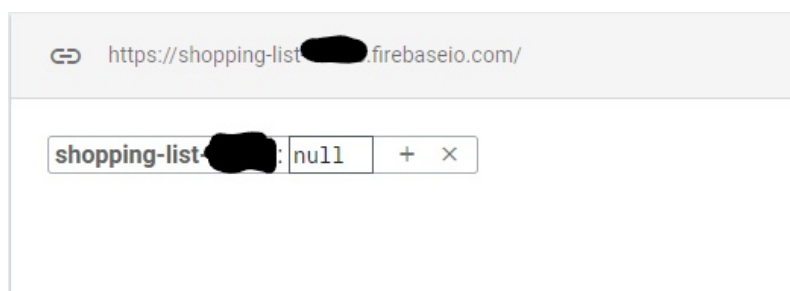 https://shopping-list .firebaseio.com/
shopping-list- : null + ×